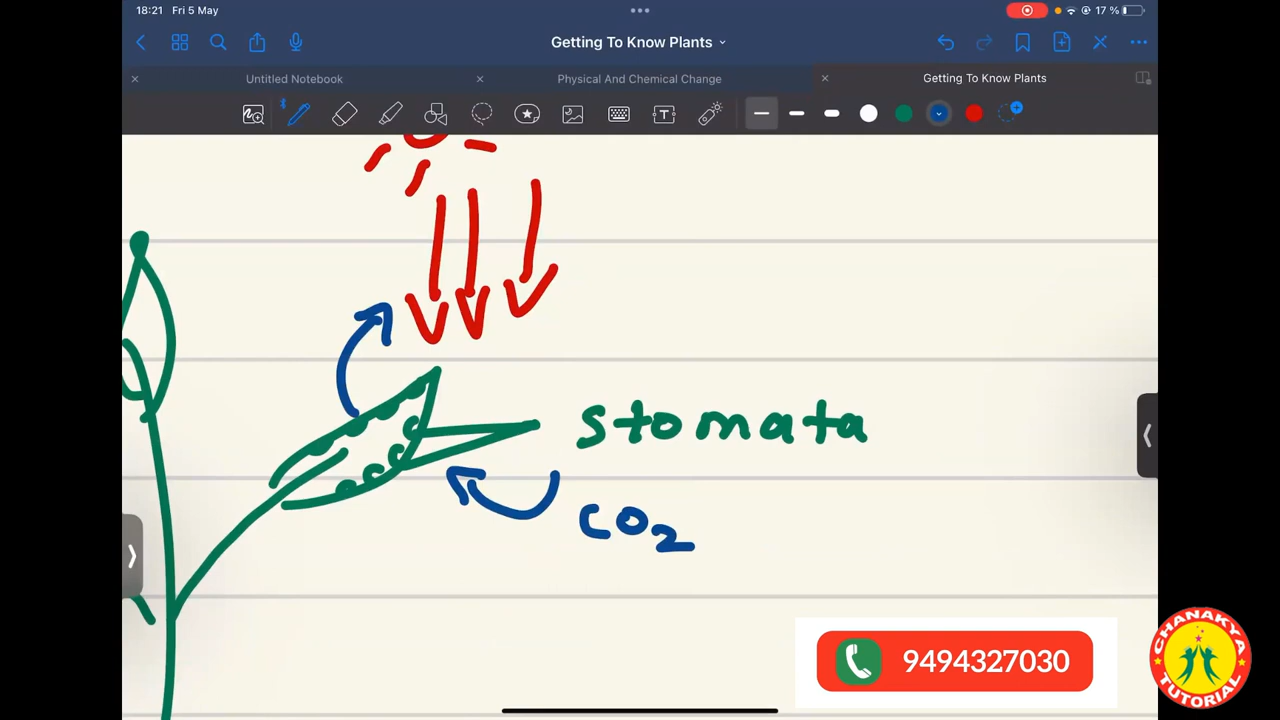 18:21 Fri 5 May
17 %
Getting To Know Plants
Untitled Notebook
Physical And Chemical Change
Getting To Know Plants
stomata
CO2
9494327030
CHANAKYA
TUTORIAL